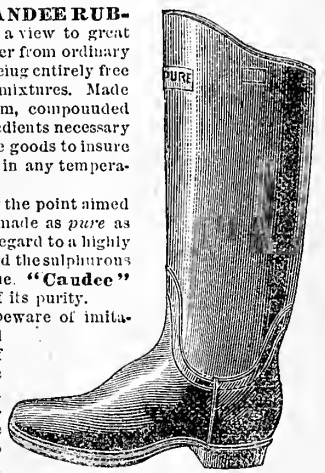 ANDEE RUB-
a view to great
er from ordinary
eing entirely free
mixtures. Made
m, compounded
edients necessary
e goods to insure
in any tempera-
the point aimed
made as pure as
egard to a highly
d the sulphurous
e. "Candee"
f its purity.
Beware of imita-
PURE